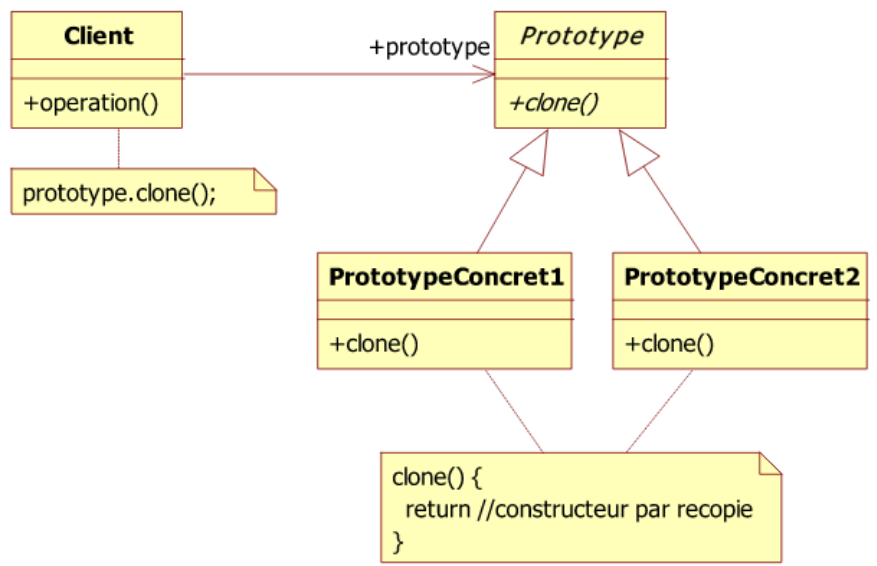 Client
+operation()
prototype.clone();
+prototype
Prototype
+clone()
PrototypeConcret1
+clone()
PrototypeConcret2
+clone()
clone() {
return //constructeur par recopie
}